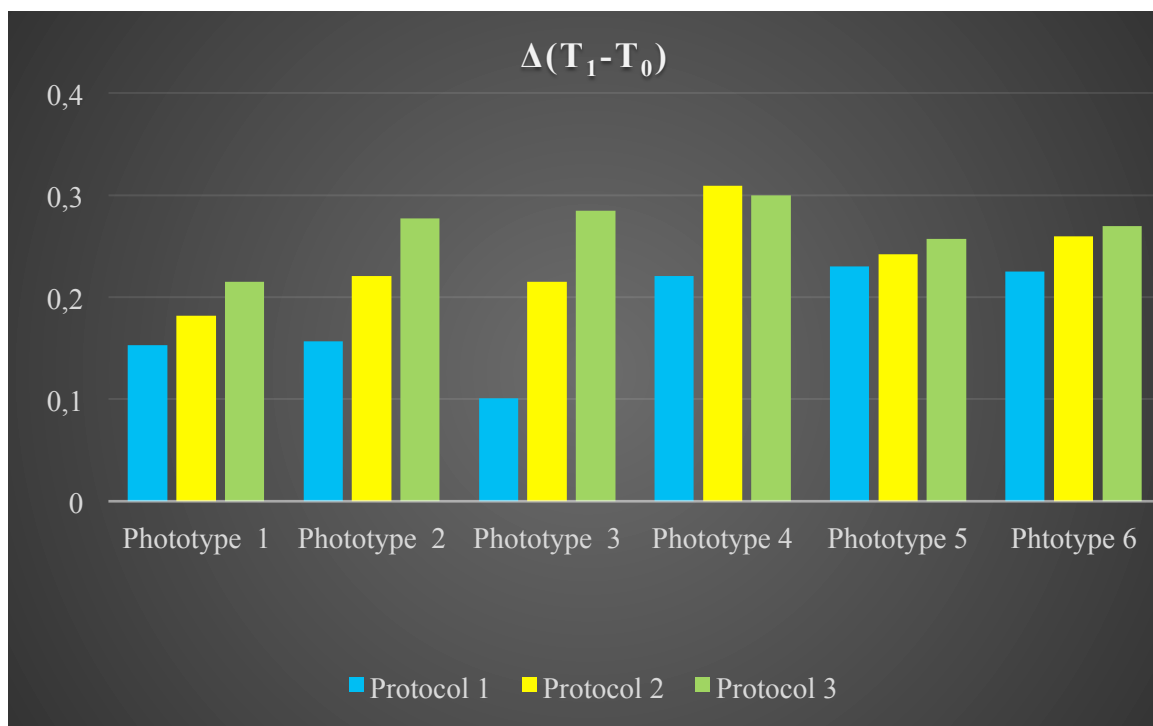 Δ(T₁-T₀)
0,4
0,3
0,2
0,1
0
Phototype 1 Phototype 2 Phototype 3 Phototype 4 Phototype 5 Phtotype 6
Protocol 1 Protocol 2 Protocol 3